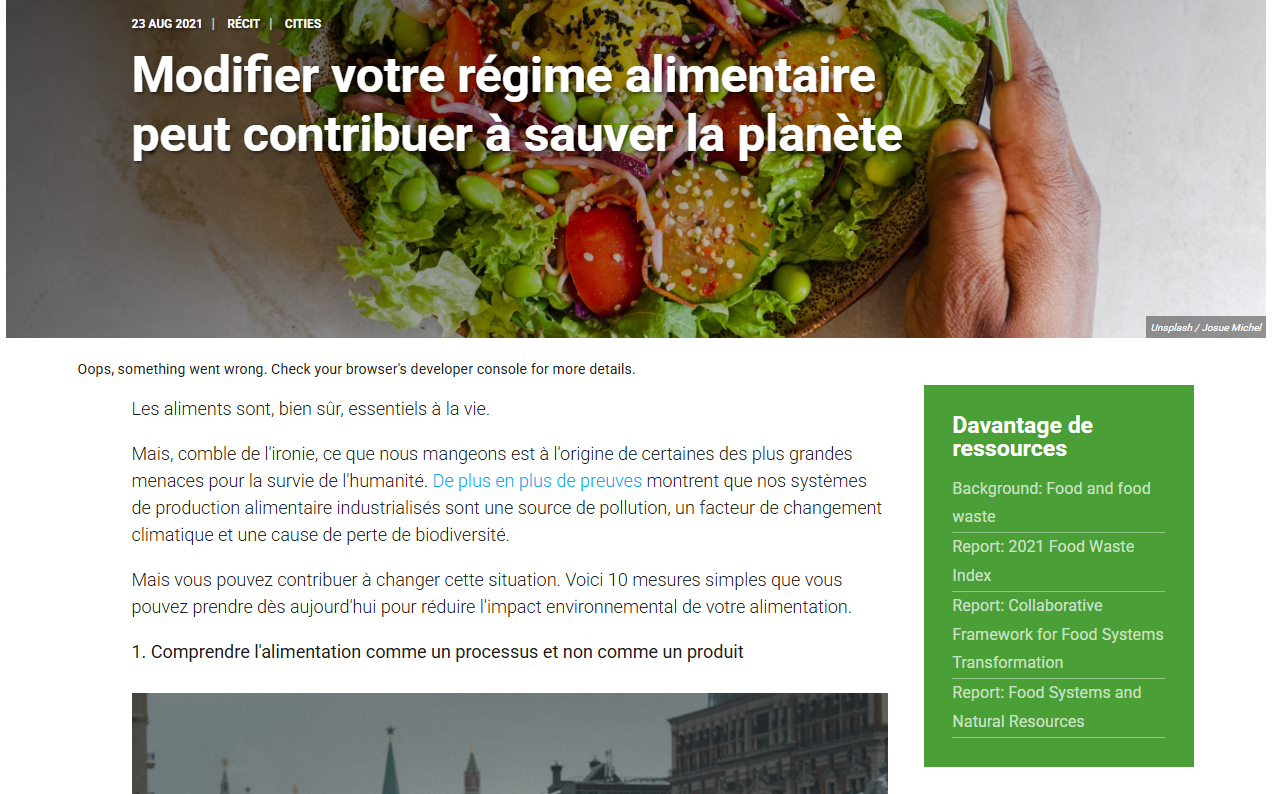 23 AUG 2021 | RÉCIT | CITIES
Modifier votre régime alimentaire
peut contribuer à sauver la planète
Unsplash / Josue Michel
Oops, something went wrong. Check your browser's developer console for more details.
Les aliments sont, bien sûr, essentiels à la vie.
Mais, comble de l'ironie, ce que nous mangeons est à l'origine de certaines des plus grandes
menaces pour la survie de l'humanité. De plus en plus de preuves montrent que nos systèmes
de production alimentaire industrialisés sont une source de pollution, un facteur de changement
climatique et une cause de perte de biodiversité.
Mais vous pouvez contribuer à changer cette situation. Voici 10 mesures simples que vous
pouvez prendre dès aujourd'hui pour réduire l'impact environnemental de votre alimentation.
1. Comprendre l'alimentation comme un processus et non comme un produit
Davantage de
ressources
Background: Food and food
waste
Report: 2021 Food Waste
Index
Report: Collaborative
Framework for Food Systems
Transformation
Report: Food Systems and
Natural Resources